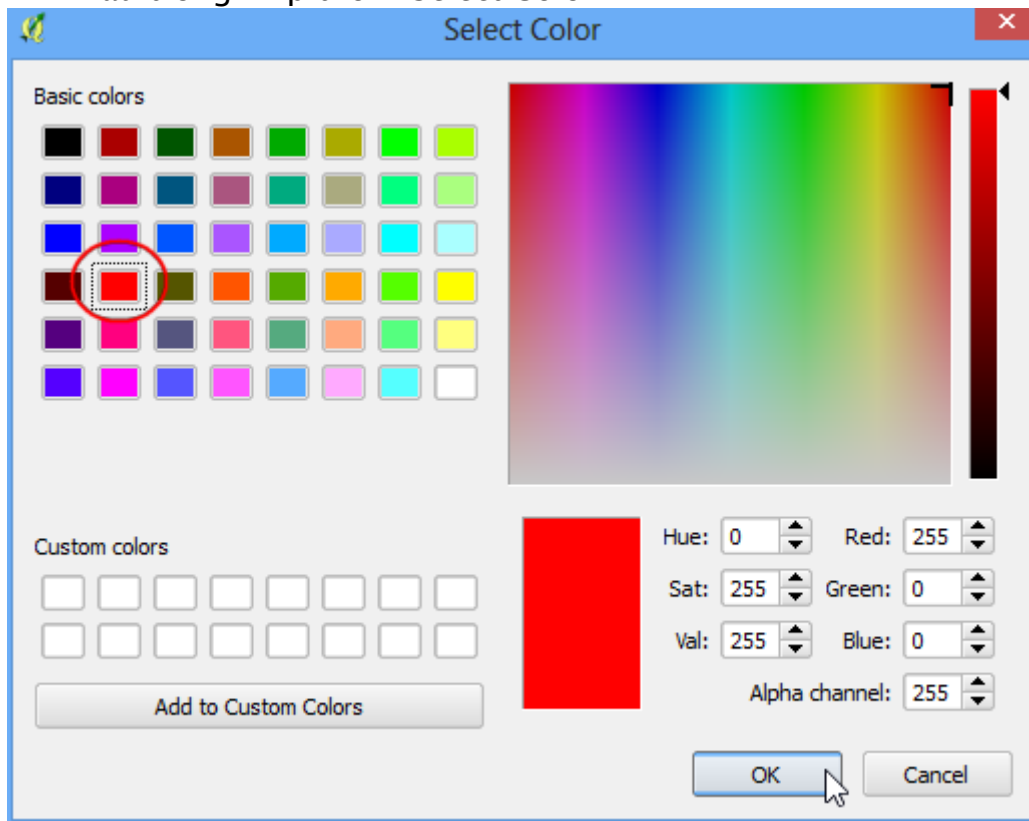 Select Color
Basic colors
Custom colors
Add to Custom Colors
Hue: 0 Red: 255
Sat: 255 Green: 0
Val: 255 Blue: 0
Alpha channel: 255
OK Cancel